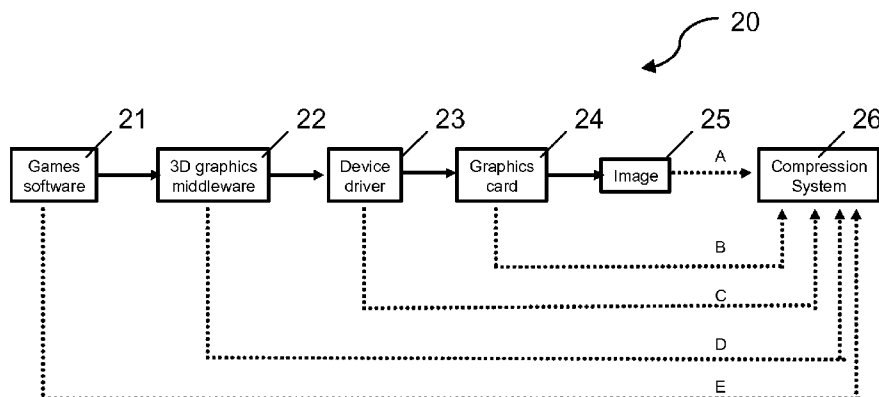 20
21
22
23
24
25
26
Games
software
3D graphics
middleware
Device
driver
Graphics
card
Image
A
Compression
System
B
C
D
E